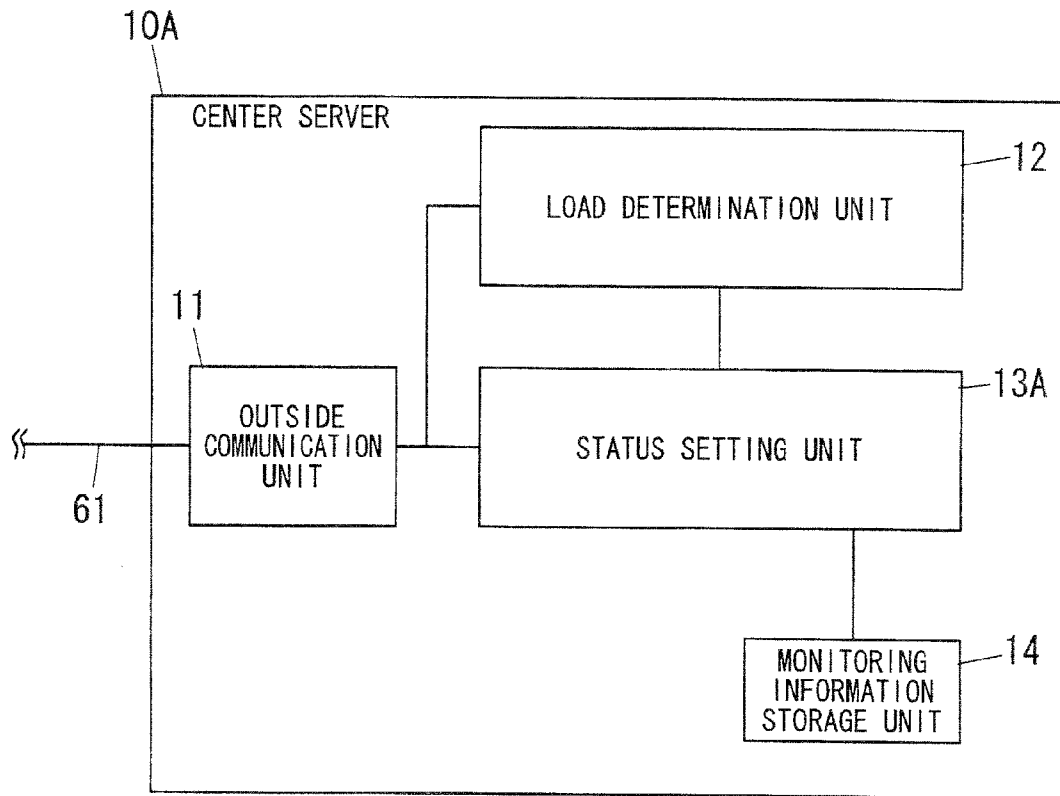 10A
CENTER SERVER
12
LOAD DETERMINATION UNIT
11
OUTSIDE
COMMUNICATION
UNIT
13A
STATUS SETTING UNIT
61
14
MONITORING
INFORMATION
STORAGE UNIT